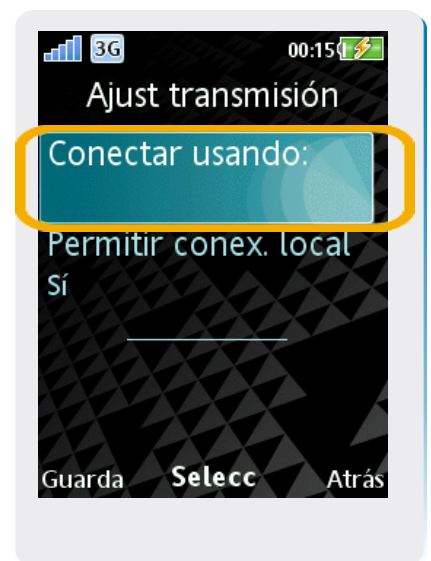 3G 00:15
Ajust transmisión
Conectar usando:
Permitir conex. local
Sí
Guarda Selecc Atrás